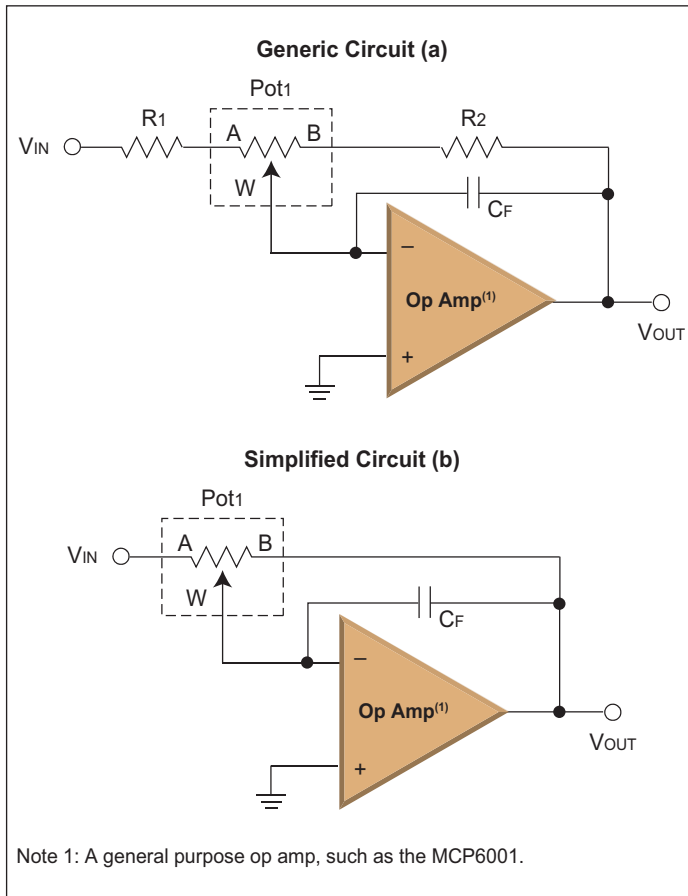 Generic Circuit (a)
Pot1
R1
A
B
R2
VIN
W
CF
–
Op Amp(1)
+
VOUT
Simplified Circuit (b)
Pot1
VIN
A
B
W
CF
–
Op Amp(1)
+
VOUT
Note 1: A general purpose op amp, such as the MCP6001.